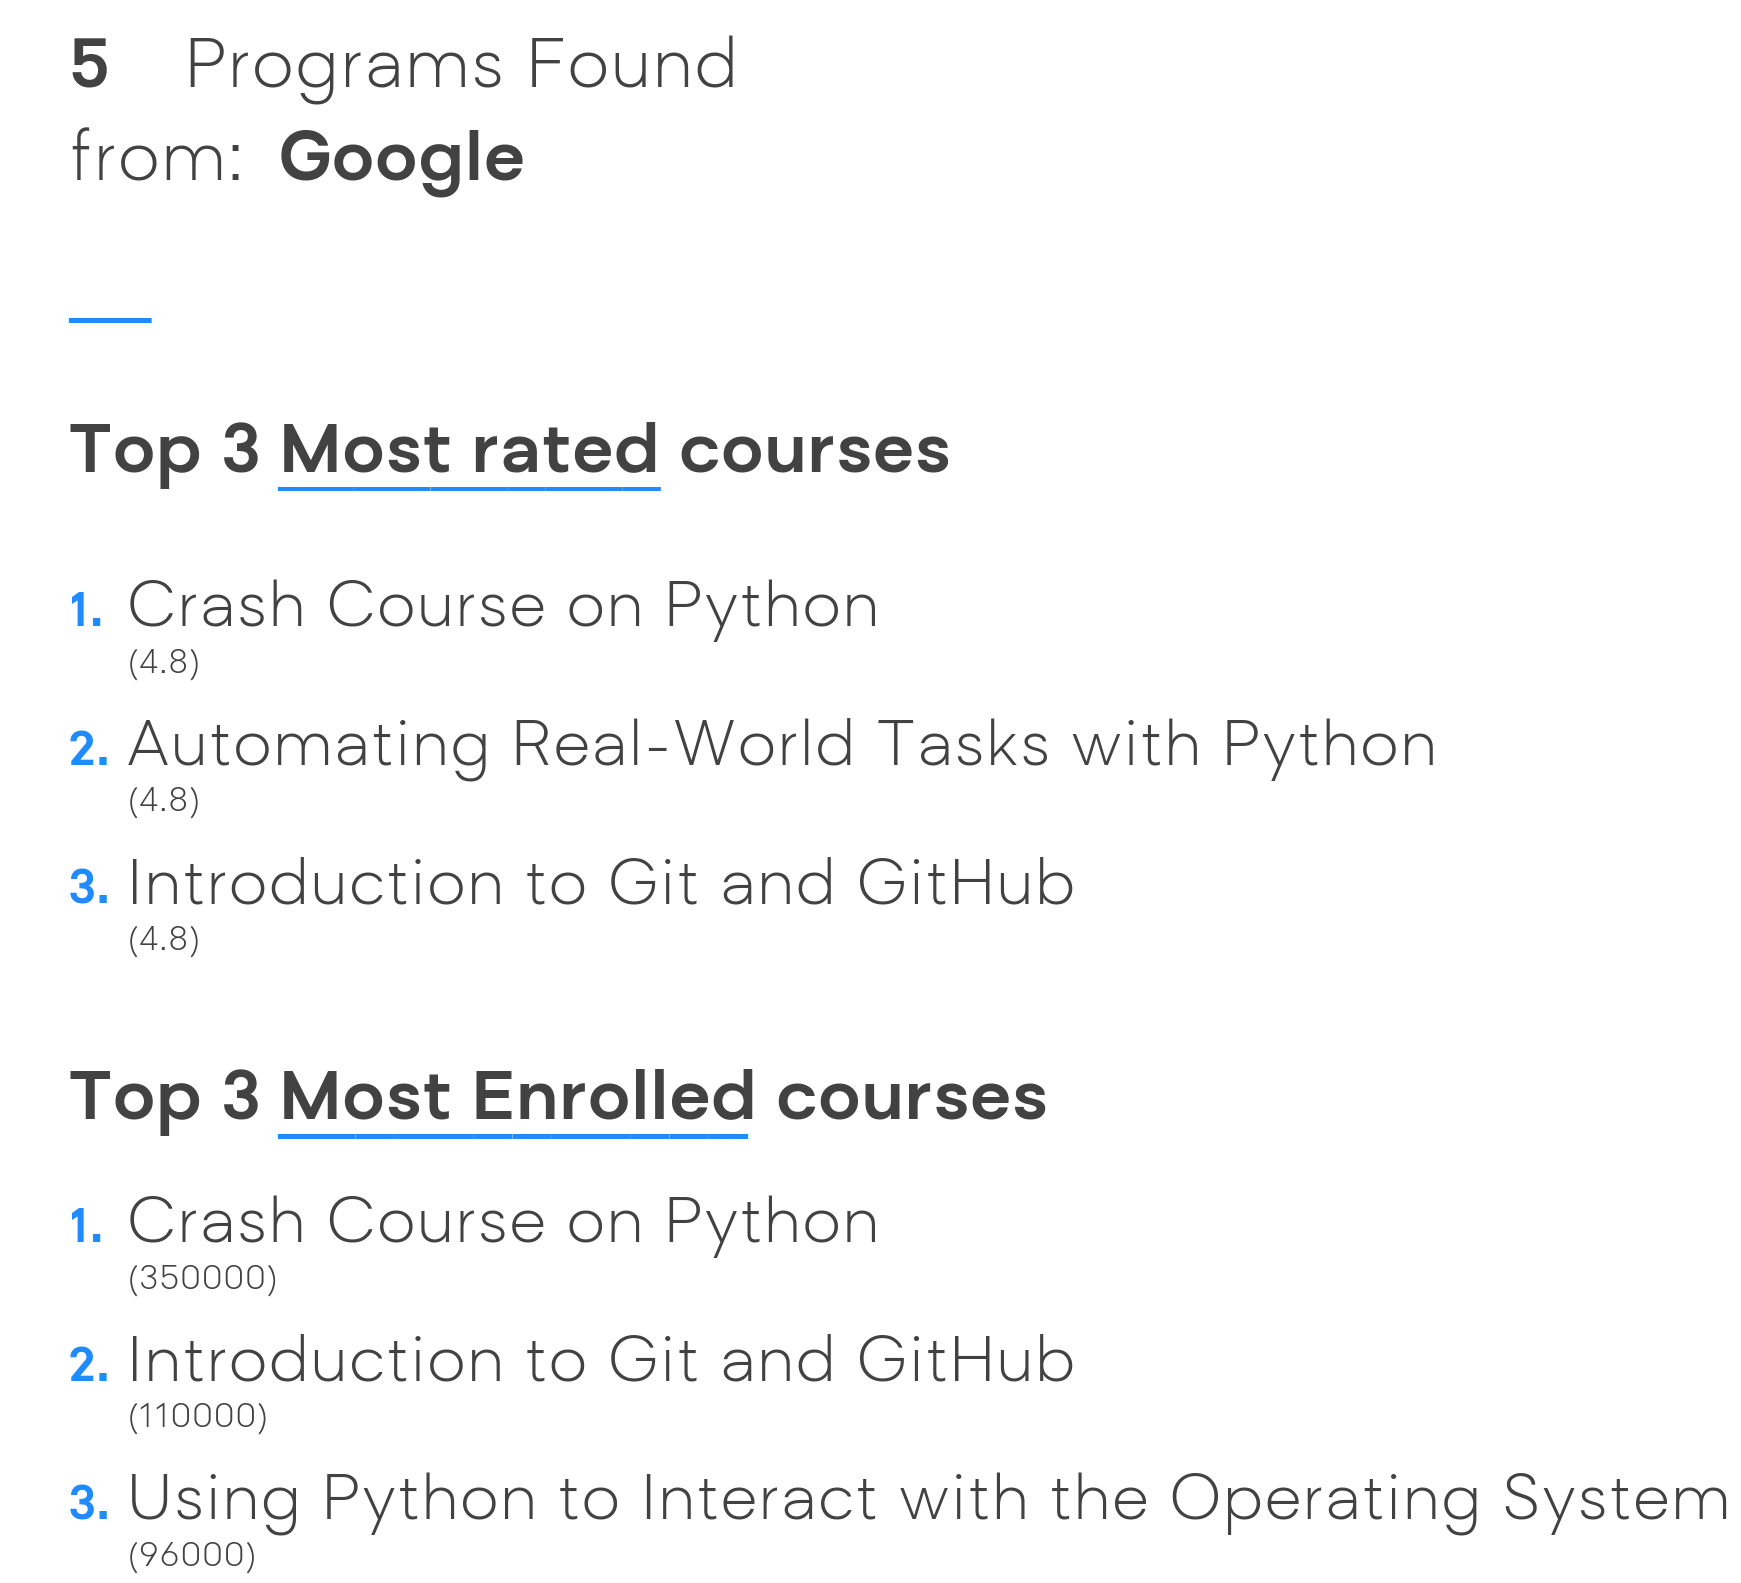 5 Programs Found
from: Google
Top 3 Most rated courses
1. Crash Course on Python
(4.8)
2. Automating Real-World Tasks with Python
(4.8)
3. Introduction to Git and GitHub
(4.8)
Top 3 Most Enrolled courses
1. Crash Course on Python
(350000)
2. Introduction to Git and GitHub
(110000)
3. Using Python to Interact with the Operating System
(96000)